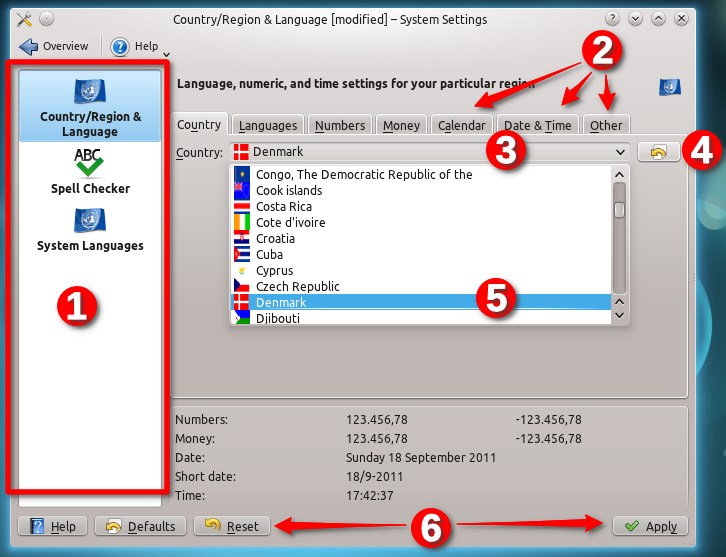 Country/Region & Language [modified] – System Settings
Overview
Help
2
Language, numeric, and time settings for your particular region
Country/Region &
Language
ABC
Spell Checker
System Languages
1
Country
Languages
Numbers
Money
Calendar
Date & Time
Other
Country:
Denmark
3
4
Congo, The Democratic Republic of the
Cook islands
Costa Rica
Cote d'ivoire
Croatia
Cuba
Cyprus
Czech Republic
Denmark
Djibouti
5
Numbers: 123.456,78 -123.456,78
Money: 123.456,78 -123.456,78
Date: Sunday 18 September 2011
Short date: 18/9-2011
Time: 17:42:37
Help
Defaults
Reset
6
Apply